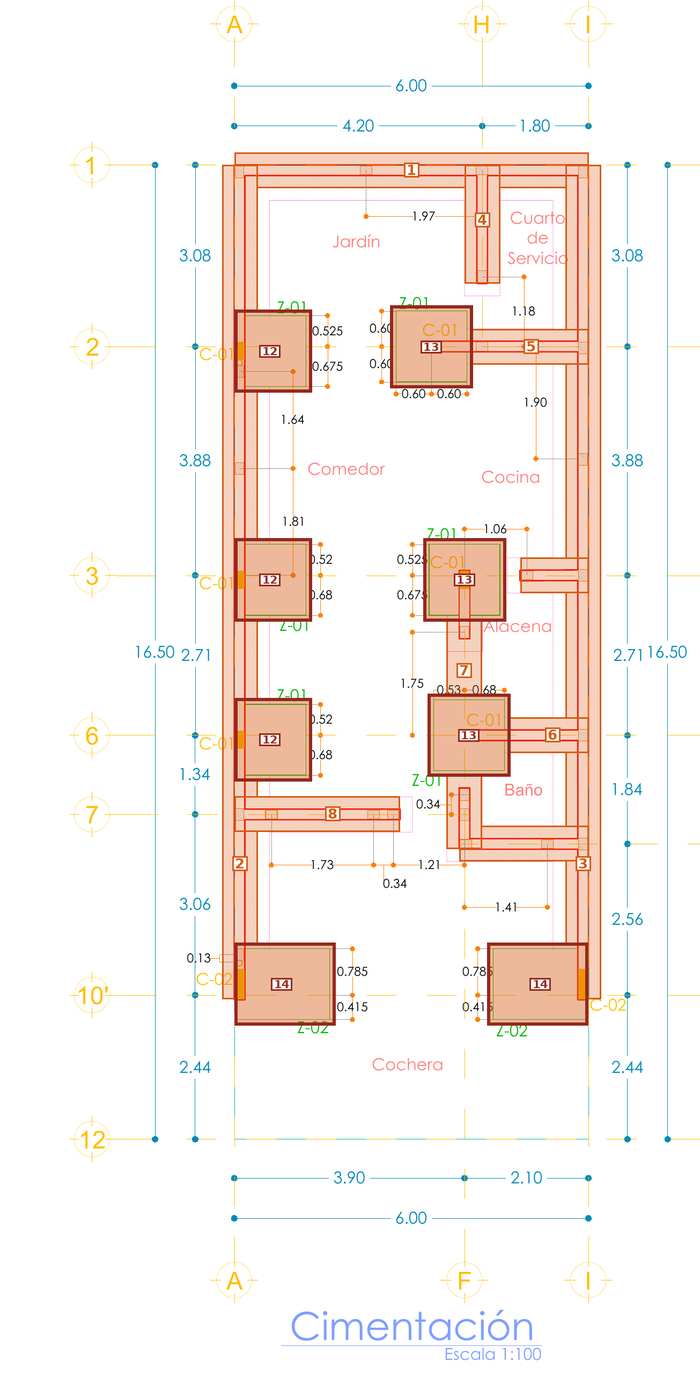 A
H
I
6.00
4.20
1.80
1
1
4
3.08
1.97
Cuarto
de
Servicio
Jardín
3.08
1.18
Z-01
Z-01
0.525
0.60
C-01
2
C-01
12
13
5
0.675
0.60
0.60
0.60
1.90
1.64
3.88
Comedor
3.88
Cocina
1.81
1.06
Z-01
0.52
0.525
C-01
3
C-01
12
13
0.68
0.675
Z-01
Alacena
16.50
2.71
2.71
16.50
7
1.75
0.53
0.68
Z-01
0.52
C-01
6
C-01
12
13
6
0.68
1.34
Z-01
Baño
1.84
0.34
7
8
2
1.73
1.21
3
0.34
3.06
1.41
2.56
0.13
C-02
0.785
0.785
14
14
10'
0.415
0.415
C-02
Z-02
Z-02
2.44
Cochera
2.44
12
3.90
2.10
6.00
A
F
I
Cimentación
Escala 1:100